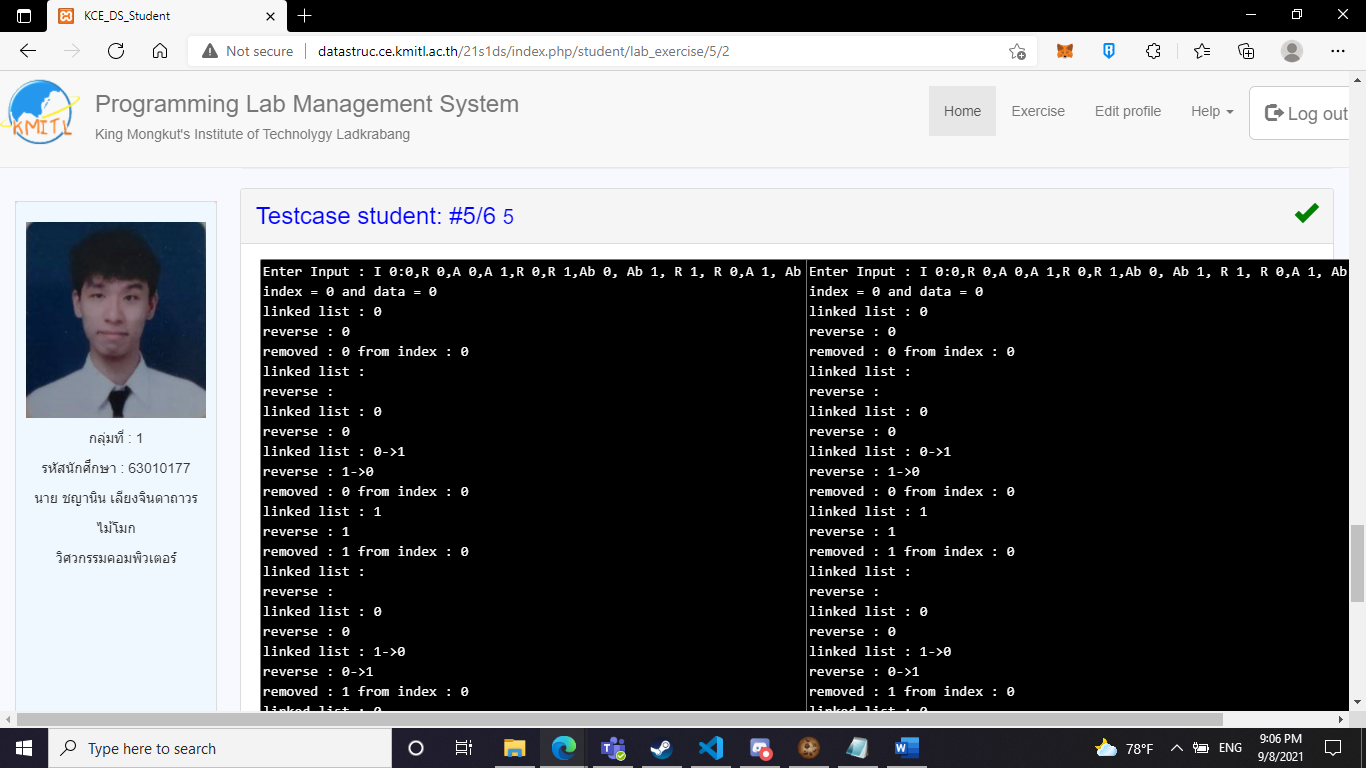 KCE_DS_Student
Not secure
datastruc.ce.kmitl.ac.th/21s1ds/index.php/student/lab_exercise/5/2
KMITL
Programming Lab Management System
King Mongkut's Institute of Technolygy Ladkrabang
Home
Exercise
Edit profile
Help
Log out
กลุ่มที่ : 1
รหัสนักศึกษา : 63010177
นาย ชญานิน เลียงจินดาถาวร
ไม้โมก
วิศวกรรมคอมพิวเตอร์
Testcase student: #5/6 5
Enter Input : I 0:0,R 0,A 0,A 1,R 0,R 1,Ab 0, Ab 1, R 1, R 0,A 1, Ab
index = 0 and data = 0
linked list : 0
reverse : 0
removed : 0 from index : 0
linked list :
reverse :
linked list : 0
reverse : 0
linked list : 0->1
reverse : 1->0
removed : 0 from index : 0
linked list : 1
reverse : 1
removed : 1 from index : 0
linked list :
reverse :
linked list : 0
reverse : 0
linked list : 1->0
reverse : 0->1
removed : 1 from index : 0
linked list : 0
Enter Input : I 0:0,R 0,A 0,A 1,R 0,R 1,Ab 0, Ab 1, R 1, R 0,A 1, Ab
index = 0 and data = 0
linked list : 0
reverse : 0
removed : 0 from index : 0
linked list :
reverse :
linked list : 0
reverse : 0
linked list : 0->1
reverse : 1->0
removed : 0 from index : 0
linked list : 1
reverse : 1
removed : 1 from index : 0
linked list :
reverse :
linked list : 0
reverse : 0
linked list : 1->0
reverse : 0->1
removed : 1 from index : 0
linked list : 0
Type here to search
78°F
ENG
9:06 PM
9/8/2021